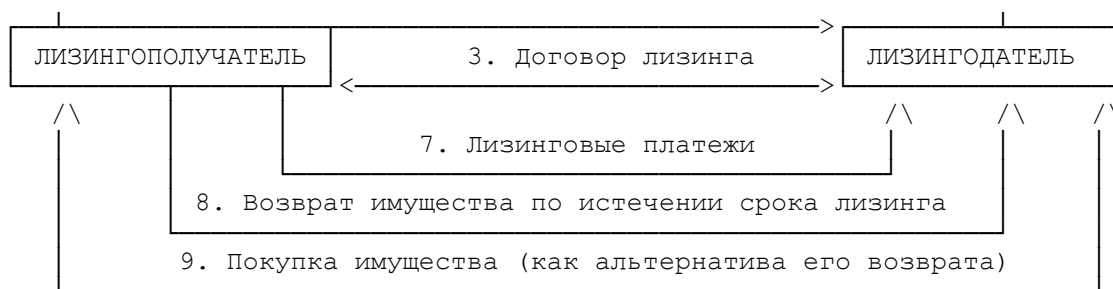 ЛИЗИНГОПОЛУЧАТЕЛЬ 3. Договор лизинга ЛИЗИНГОДАТЕЛЬ
7. Лизинговые платежи
8. Возврат имущества по истечении срока лизинга
9. Покупка имущества (как альтернатива его возврата)